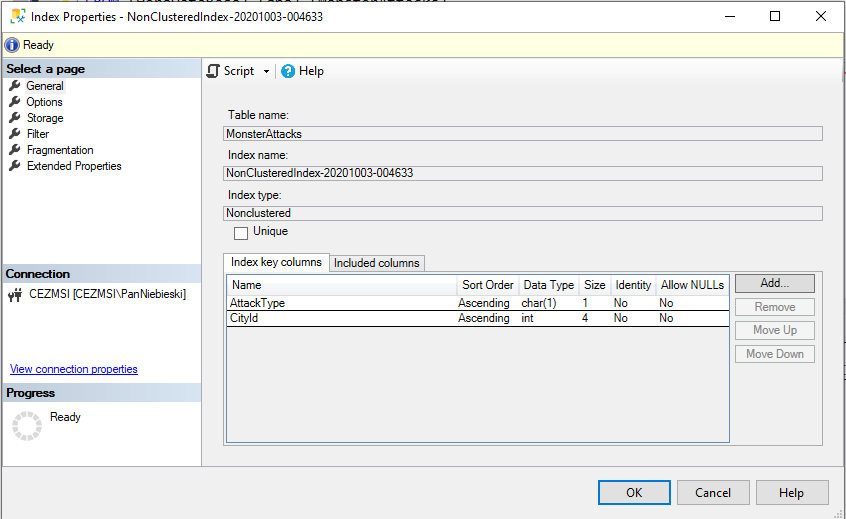 Index Properties - NonClusteredIndex-20201003-004633
Ready
Select a page
General
Options
Storage
Filter
Fragmentation
Extended Properties
Connection
CEZMSI [CEZMSI\PanNiebieski]
View connection properties
Progress
Ready
Script Help
Table name:
MonsterAttacks
Index name:
NonClusteredIndex-20201003-004633
Index type:
Nonclustered
Unique
Index key columns Included columns
Name Sort Order Data Type Size Identity Allow NULLs
AttackType Ascending char(1) 1 No No
CityId Ascending int 4 No No
Add...
Remove
Move Up
Move Down
OK Cancel Help